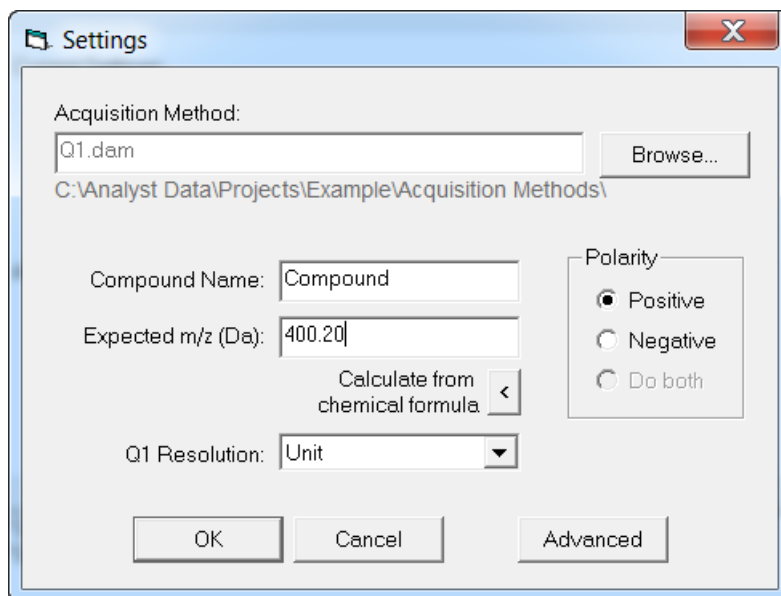 Settings
Acquisition Method:
Q1.dam
Browse...
C:\Analyst Data\Projects\Example\Acquisition Methods\
Compound Name: Compound
Polarity
Positive
Expected m/z (Da): 400.20
Negative
Calculate from
chemical formula <
Do both
Q1 Resolution: Unit
OK Cancel Advanced